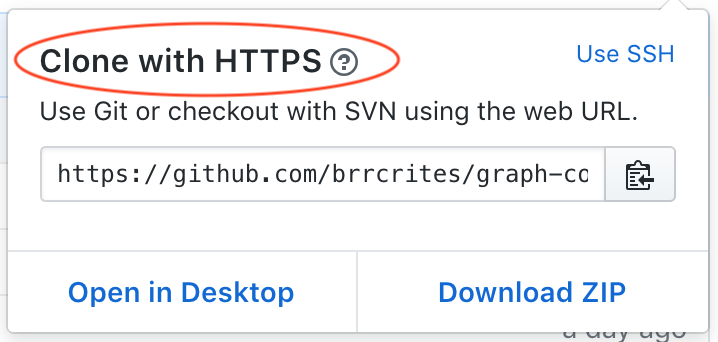 Clone with HTTPS ?
Use SSH
Use Git or checkout with SVN using the web URL.
https://github.com/brrcrites/graph-co
Open in Desktop
Download ZIP
a day ago